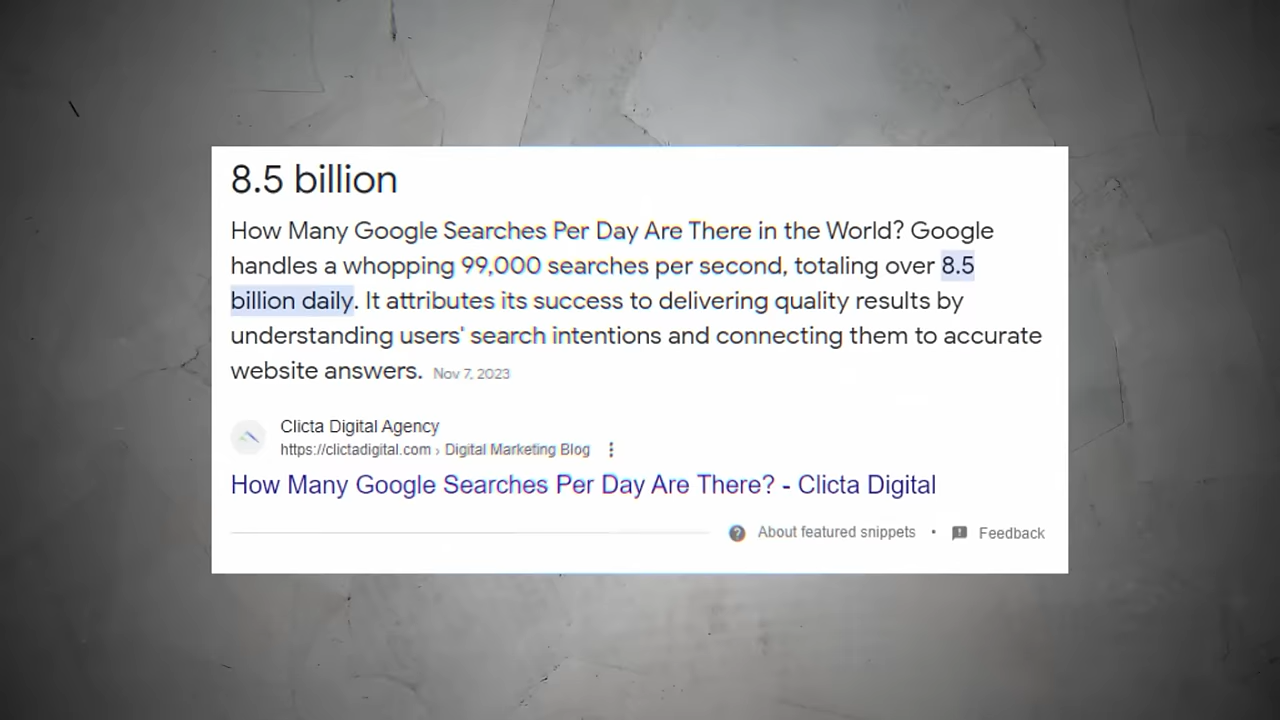 8.5 billion
How Many Google Searches Per Day Are There in the World? Google
handles a whopping 99,000 searches per second, totaling over 8.5
billion daily. It attributes its success to delivering quality results by
understanding users' search intentions and connecting them to accurate
website answers. Nov 7, 2023
Clicta Digital Agency
https://clictadigital.com › Digital Marketing Blog
How Many Google Searches Per Day Are There? - Clicta Digital
About featured snippets • Feedback